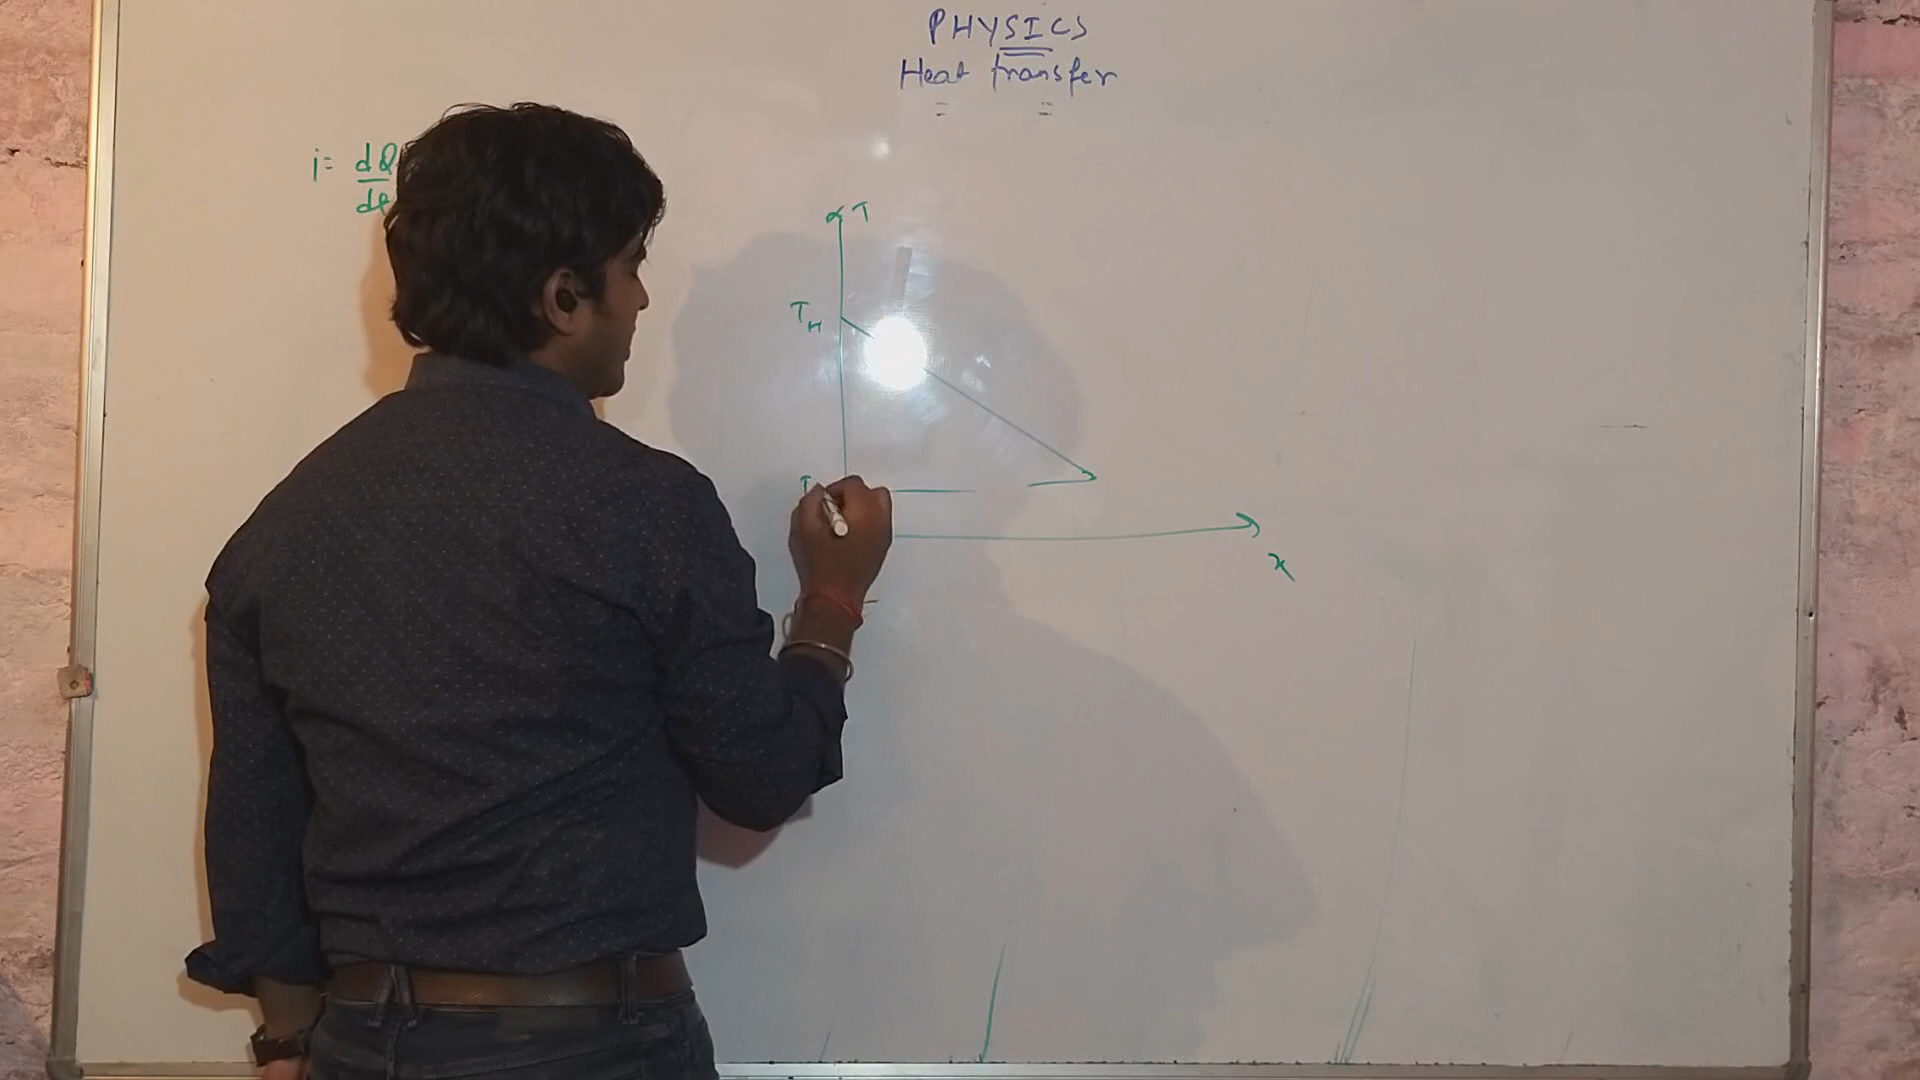 PHYSICS
Heat transfer
i = dQ
dt
T
T_H
T
x